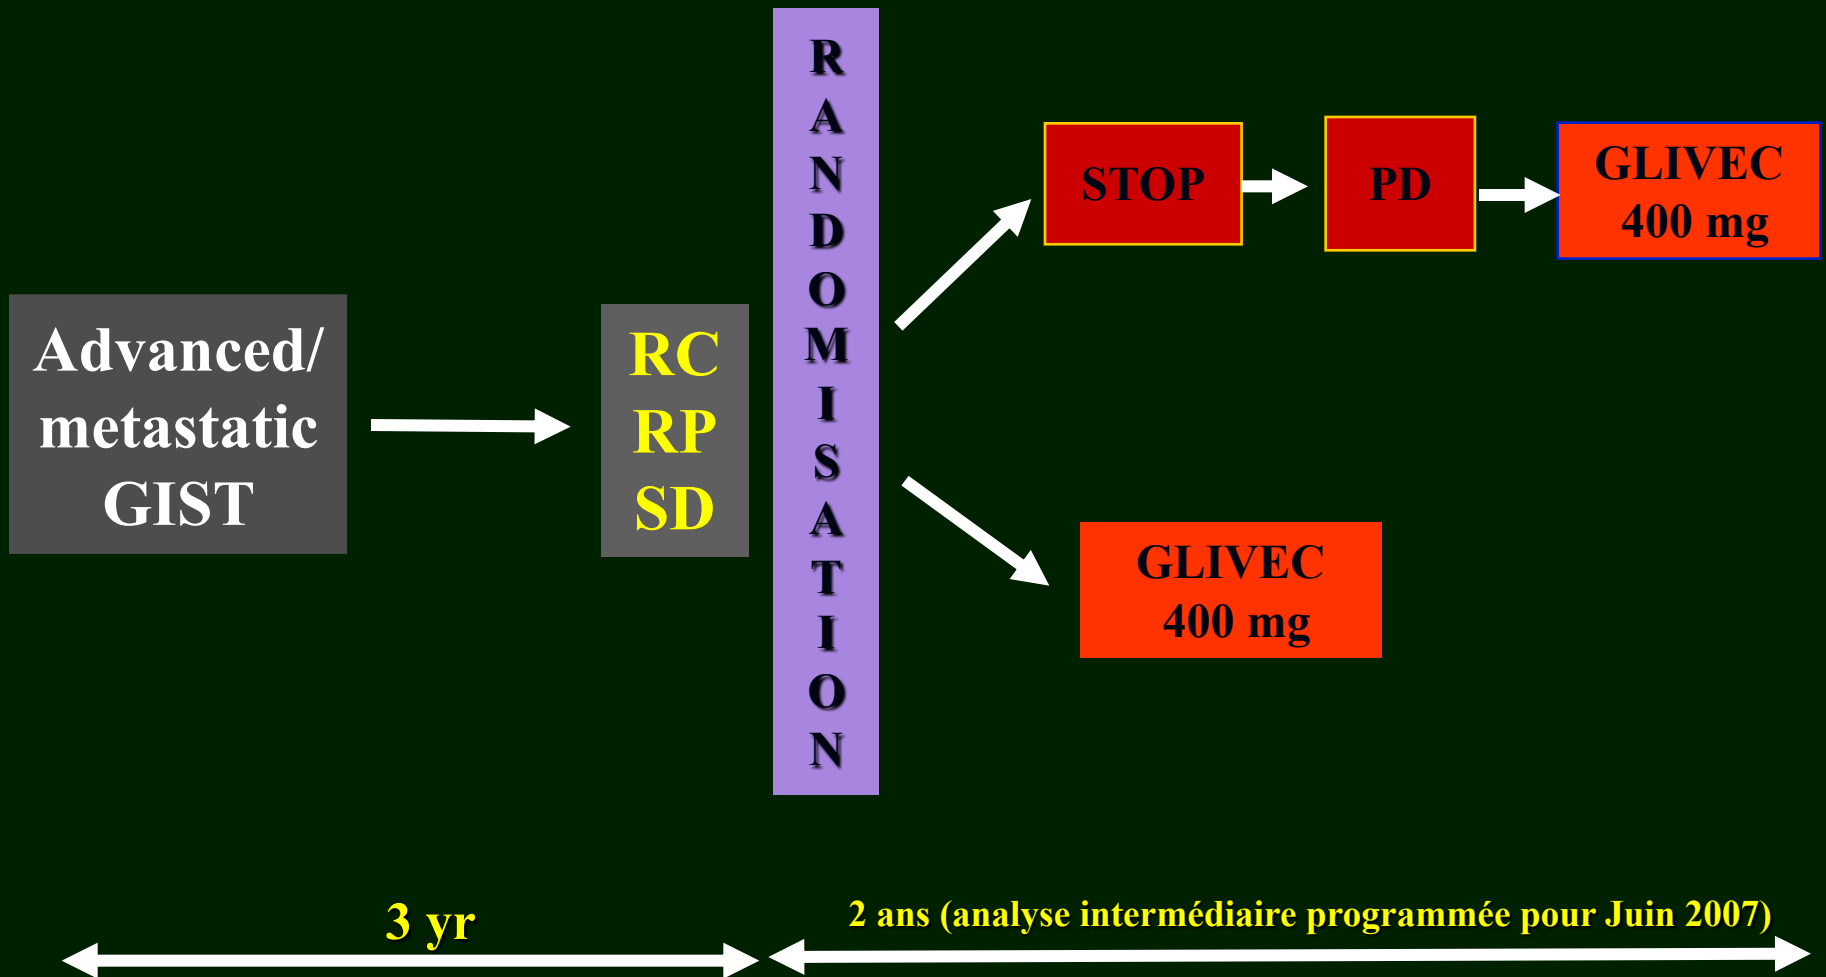 Advanced/
metastatic
GIST
RC
RP
SD
RANDOMISATION
STOP
PD
GLIVEC
400 mg
GLIVEC
400 mg
3 yr
2 ans (analyse intermédiaire programmée pour Juin 2007)